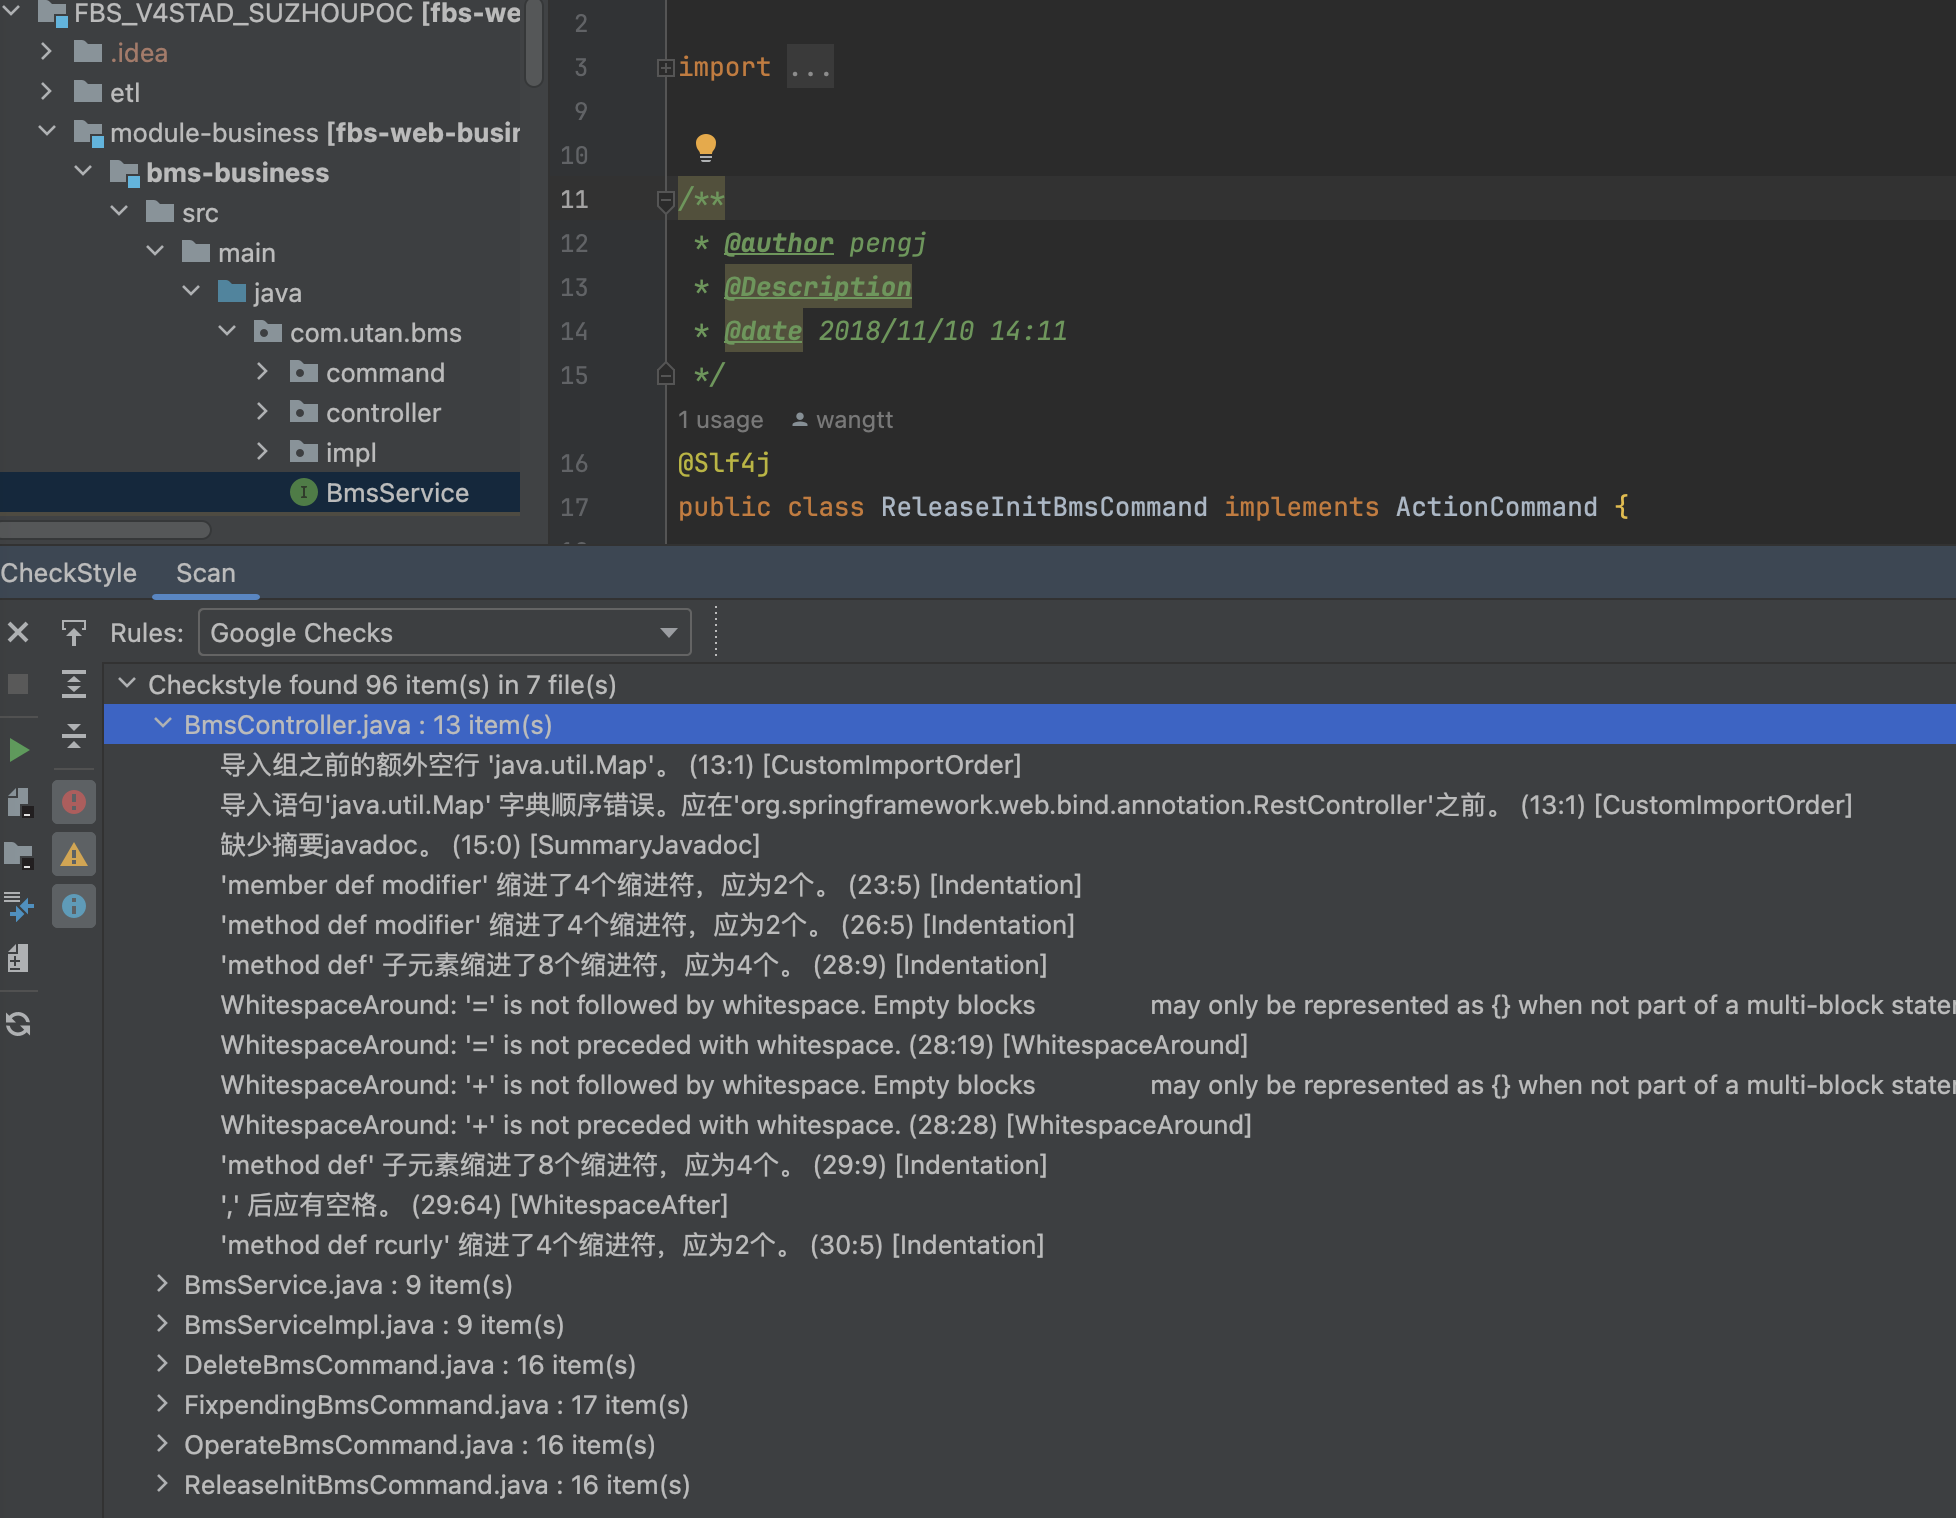 FBS_V4STAD_SUZHOUPOC [fbs-we
.idea
etl
module-business [fbs-web-busin
bms-business
src
main
java
com.utan.bms
command
controller
impl
BmsService
2
3 import ...
9
10
11 /**
12 * @author pengj
13 * @Description
14 * @date 2018/11/10 14:11
15 */
1 usage wangtt
16 @Slf4j
17 public class ReleaseInitBmsCommand implements ActionCommand {
CheckStyle Scan
Rules: Google Checks
Checkstyle found 96 item(s) in 7 file(s)
BmsController.java : 13 item(s)
导入组之前的额外空行 'java.util.Map'。 (13:1) [CustomImportOrder]
导入语句'java.util.Map' 字典顺序错误。应在'org.springframework.web.bind.annotation.RestController'之前。 (13:1) [CustomImportOrder]
缺少摘要javadoc。 (15:0) [SummaryJavadoc]
'member def modifier' 缩进了4个缩进符，应为2个。 (23:5) [Indentation]
'method def modifier' 缩进了4个缩进符，应为2个。 (26:5) [Indentation]
'method def' 子元素缩进了8个缩进符，应为4个。 (28:9) [Indentation]
WhitespaceAround: '=' is not followed by whitespace. Empty blocks may only be represented as {} when not part of a multi-block stater
WhitespaceAround: '=' is not preceded with whitespace. (28:19) [WhitespaceAround]
WhitespaceAround: '+' is not followed by whitespace. Empty blocks may only be represented as {} when not part of a multi-block stater
WhitespaceAround: '+' is not preceded with whitespace. (28:28) [WhitespaceAround]
'method def' 子元素缩进了8个缩进符，应为4个。 (29:9) [Indentation]
',' 后应有空格。 (29:64) [WhitespaceAfter]
'method def rcurly' 缩进了4个缩进符，应为2个。 (30:5) [Indentation]
BmsService.java : 9 item(s)
BmsServiceImpl.java : 9 item(s)
DeleteBmsCommand.java : 16 item(s)
FixpendingBmsCommand.java : 17 item(s)
OperateBmsCommand.java : 16 item(s)
ReleaseInitBmsCommand.java : 16 item(s)